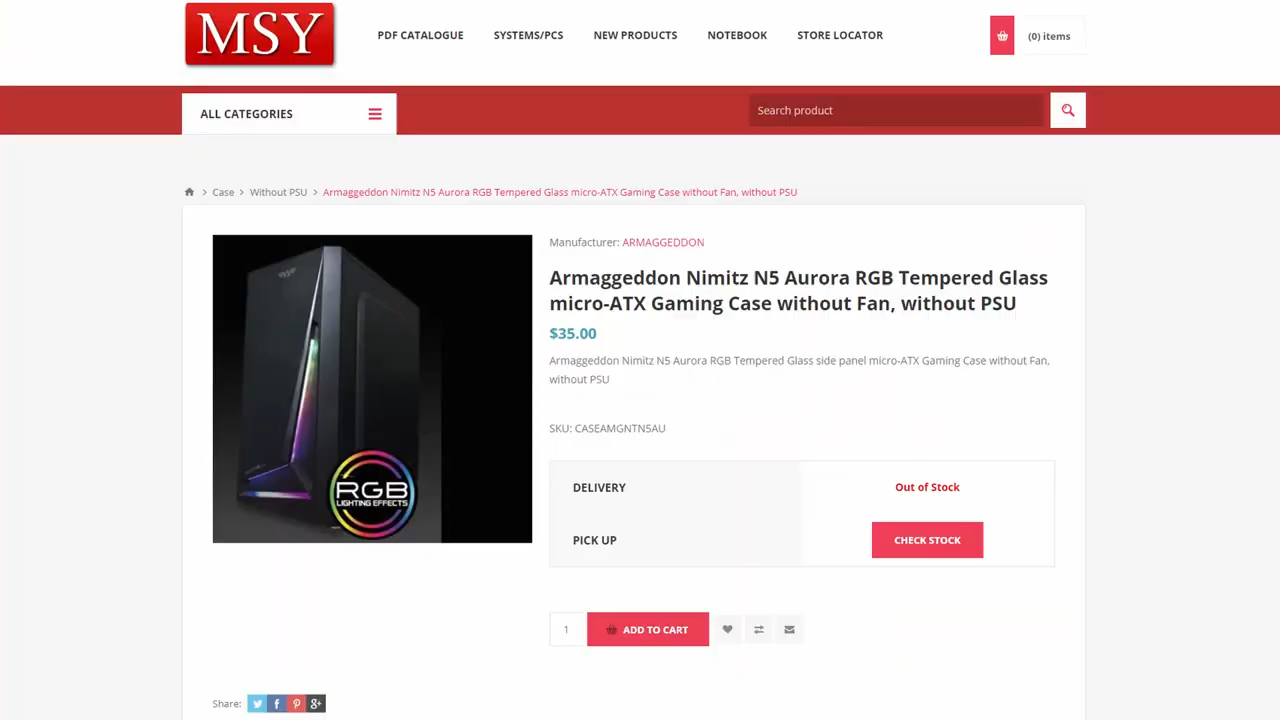 MSY
PDF CATALOGUE
SYSTEMS/PCS
NEW PRODUCTS
NOTEBOOK
STORE LOCATOR
(0) items
ALL CATEGORIES
Search product
Case
Without PSU
Armaggeddon Nimitz N5 Aurora RGB Tempered Glass micro-ATX Gaming Case without Fan, without PSU
Manufacturer: ARMAGGEDDON
Armaggeddon Nimitz N5 Aurora RGB Tempered Glass
micro-ATX Gaming Case without Fan, without PSU
$35.00
Armaggeddon Nimitz N5 Aurora RGB Tempered Glass side panel micro-ATX Gaming Case without Fan,
without PSU
SKU: CASEAMGNTN5AU
RGB
LIGHTING EFFECTS
DELIVERY
Out of Stock
PICK UP
CHECK STOCK
1
ADD TO CART
Share: